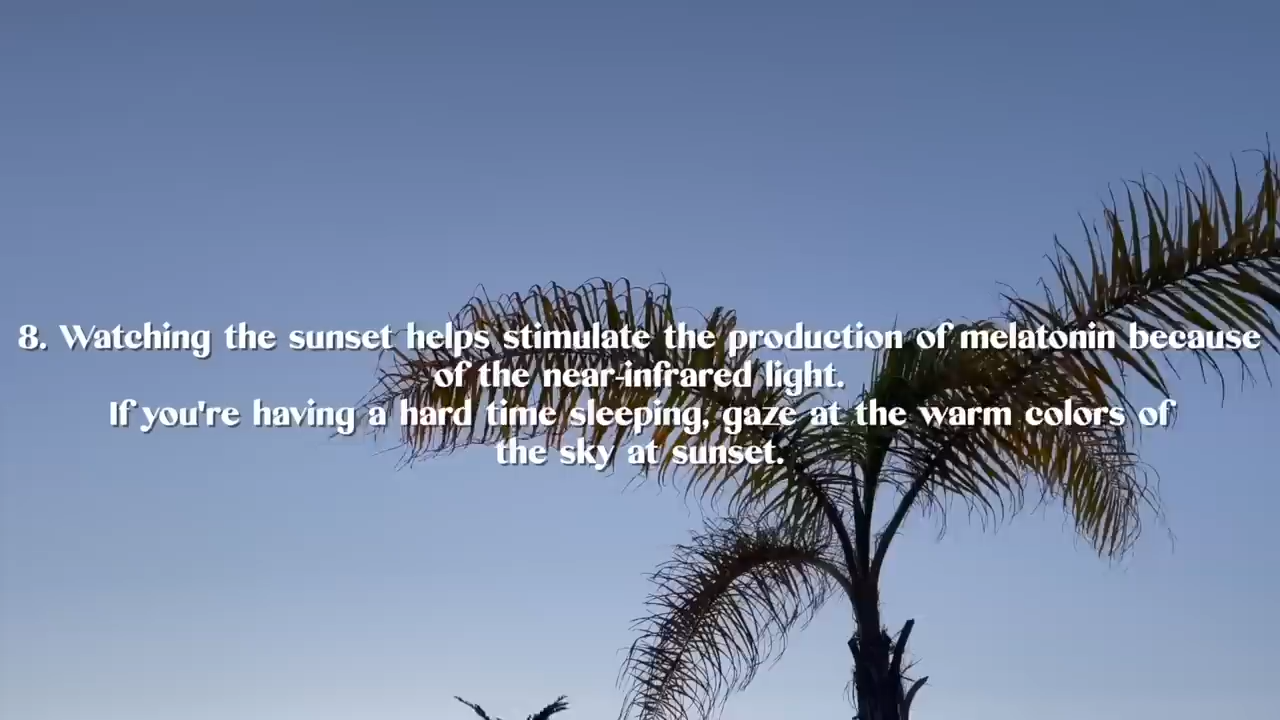 8. Watching the sunset helps stimulate the production of melatonin because
of the near-infrared light.
If you're having a hard time sleeping, gaze at the warm colors of
the sky at sunset.